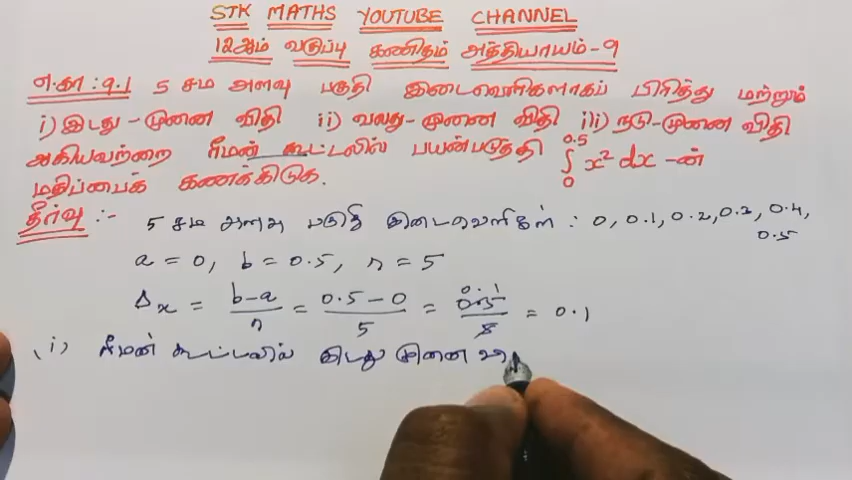 STK MATHS YOUTUBE CHANNEL
12ஆம் வகுப்பு கணிதம் அத்தியாயம்-9
எ.கா:9.1 5 சம அளவு பகுதி இடைவெளிகளாகப் பிரித்து மற்றும்
i) இடது-முனை விதி ii) வலது-முனை விதி iii) நடு-முனை விதி
ஆகியவற்றை ரீமன் கூட்டலில் பயன்படுத்தி ∫₀^0.5 x² dx -ன்
மதிப்பைக் கணக்கிடுக.
தீர்வு :- 5 சம அளவு பகுதி இடைவெளிகள் : 0, 0.1, 0.2, 0.3, 0.4,
0.5
a = 0, b = 0.5, n = 5
Δx = b-a/n = 0.5-0/5 = 0.1 0.5/5 = 0.1
(i) ரீமன் கூட்டலில் இடது முனை